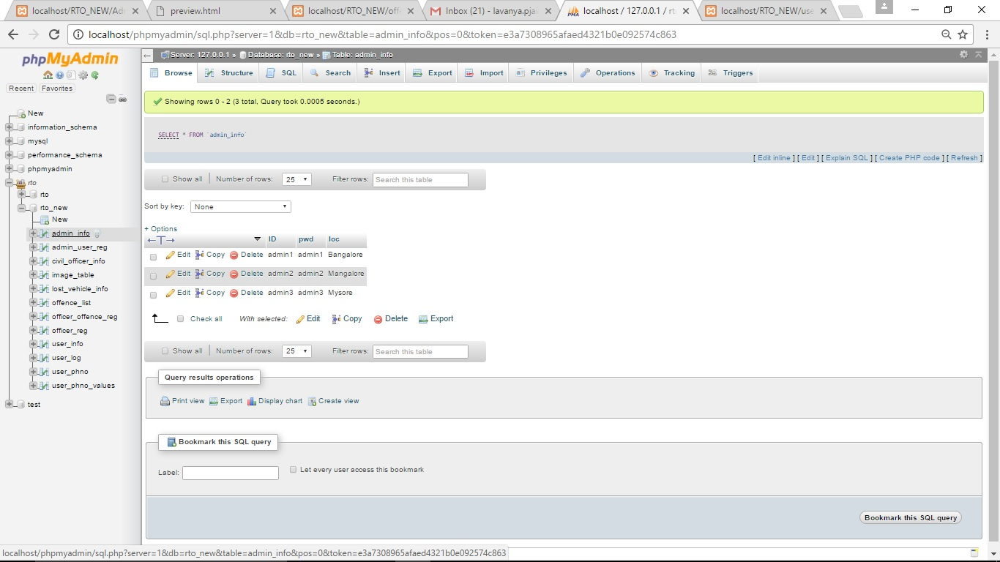 localhost/RTO_NEW/Adm
preview.html
localhost/RTO_NEW/offe
Inbox (21) - lavanya.pjai
localhost / 127.0.0.1 / rto
localhost/RTO_NEW/use
localhost/phpmyadmin/sql.php?server=1&db=rto_new&table=admin_info&pos=0&token=e3a7308965afaed4321b0e092574c863
phpMyAdmin
Recent
Favorites
New
information_schema
mysql
performance_schema
phpmyadmin
rto
rto
rto_new
New
admin_info
admin_user_reg
civil_officer_info
image_table
lost_vehicle_info
offence_list
officer_offence_reg
officer_reg
user_info
user_log
user_phno
user_phno_values
test
Server: 127.0.0.1 » Database: rto_new » Table: admin_info
Browse Structure SQL Search Insert Export Import Privileges Operations Tracking Triggers
Showing rows 0 - 2 (3 total, Query took 0.0005 seconds.)
SELECT * FROM `admin_info`
[ Edit inline ] [ Edit ] [ Explain SQL ] [ Create PHP code ] [ Refresh ]
Show all Number of rows: 25 Filter rows: Search this table
Sort by key: None
+ Options
←T→ ID pwd loc
Edit Copy Delete admin1 admin1 Bangalore
Edit Copy Delete admin2 admin2 Mangalore
Edit Copy Delete admin3 admin3 Mysore
Check all With selected: Edit Copy Delete Export
Show all Number of rows: 25 Filter rows: Search this table
Query results operations
Print view Export Display chart Create view
Bookmark this SQL query
Label: Let every user access this bookmark
Bookmark this SQL query
localhost/phpmyadmin/sql.php?server=1&db=rto_new&table=admin_info&pos=0&token=e3a7308965afaed4321b0e092574c863